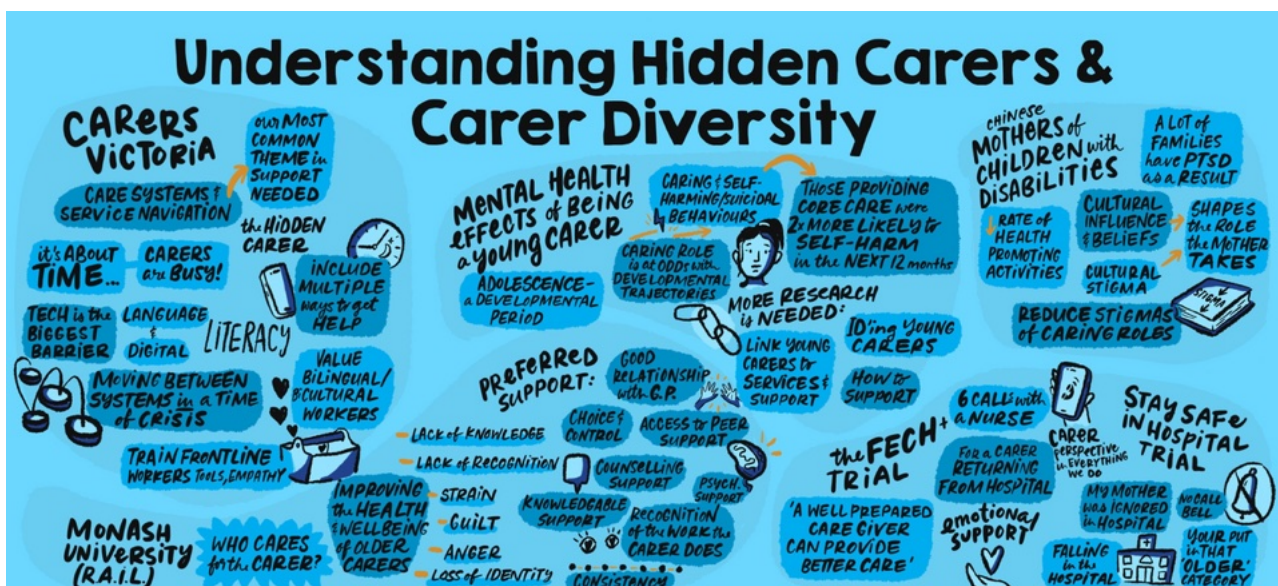 Understanding Hidden Carers &
Carer Diversity
CARERS
VICTORIA
OUR MOST
COMMON
THEME in
SUPPORT
NEEDED
CARE SYSTEMS &
SERVICE NAVIGATION
the HIDDEN
CARER
it's ABOUT
TIME...
CARERS
are BUSY!
INCLUDE
MULTIPLE
ways to get
HELP
TECH is the
BIGGEST
BARRIER
LANGUAGE
&
DIGITAL
LITERACY
MOVING BETWEEN
SYSTEMS in a TIME
of CRISIS
VALUE
BILINGUAL/
BICULTURAL
WORKERS
TRAIN FRONTLINE
WORKERS TOOLS, EMPATHY
MONASH
UNIVERSITY
(R.A.I.L.)
WHO CARES
for the CARER?
MENTAL HEALTH
EFFECTS of BEING
a YOUNG CARER
CARING & SELF-
HARMING/SUICIDAL
BEHAVIOURS
THOSE PROVIDING
CORE CARE were
2x MORE LIKELY to
SELF-HARM
in the NEXT 12 months
CARING ROLE
is at ODDS with
DEVELOPMENTAL
TRAJECTORIES
ADOLESCENCE-
a DEVELOPMENTAL
PERIOD
MORE RESEARCH
is NEEDED:
LINK YOUNG
CARERS to
SERVICES &
SUPPORT
ID'ing YOUNG
CARERS
HOW to
SUPPORT
PREFERRED
SUPPORT:
GOOD
RELATIONSHIP
with G.P.
CHOICE &
CONTROL
ACCESS to PEER
SUPPORT
COUNSELLING
SUPPORT
PSYCH.
SUPPORT
KNOWLEDGABLE
SUPPORT
RECOGNITION
of the WORK the
CARER DOES
CONSISTENCY
LACK of KNOWLEDGE
LACK of RECOGNITION
STRAIN
GUILT
ANGER
LOSS of IDENTITY
IMPROVING
the HEALTH
& WELLBEING
of OLDER
CARERS
CHINESE
MOTHERS of
CHILDREN with
DISABILITIES
A LOT of
FAMILIES
have PTSD
as a RESULT
↓ RATE of
HEALTH
PROMOTING
ACTIVITIES
CULTURAL
INFLUENCE
& BELIEFS
CULTURAL
STIGMA
SHAPES
the ROLE
the MOTHER
TAKES
STIGMA
REDUCE STIGMAS
of CARING ROLES
the FECH+
TRIAL
6 CALLS with
a NURSE
FOR a CARER
RETURNING
FROM HOSPITAL
'A WELL PREPARED
CARE GIVER
CAN PROVIDE
BETTER CARE'
emotional
SUPPORT
CARER
PERSPECTIVE
in EVERYTHING
WE DO
STAY SAFE
in HOSPITAL
TRIAL
MY MOTHER
was IGNORED
in HOSPITAL
NO CALL
BELL
FALLING
in the
HOSPITAL
YOUR PUT
in THAT
'OLDER'
CATEGORY